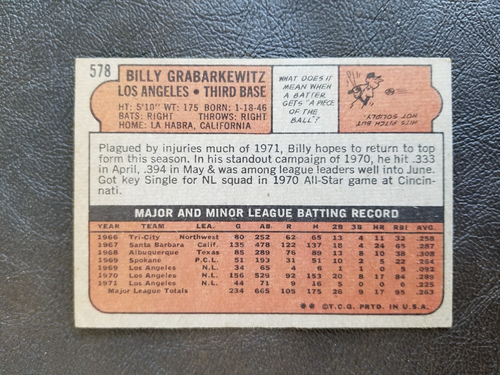 578
BILLY GRABARKEWITZ
LOS ANGELES • THIRD BASE
HT: 5'10" WT: 175 BORN: 1-18-46
BATS: RIGHT THROWS: RIGHT
HOME: LA HABRA, CALIFORNIA
WHAT DOES IT
MEAN WHEN
A BATTER
GETS "A PIECE
OF THE
BALL"?
HITS PITCH BUT
NOT SOLIDLY.
Plagued by injuries much of 1971, Billy hopes to return to top
form this season. In his standout campaign of 1970, he hit .333
in April, .394 in May & was among league leaders well into June.
Got key Single for NL squad in 1970 All-Star game at Cincin-
nati.
MAJOR AND MINOR LEAGUE BATTING RECORD
YEAR TEAM LEA. G AB. R H 2B 3B HR RBI AVG.
1966 Tri-City Northwest 80 252 62 65 13 4 11 32 .258
1967 Santa Barbara Calif. 135 478 122 137 18 4 24 65 .287
1968 Albuquerque Texas 85 289 76 89 13 8 10 38 .308
1969 Spokane P.C.L. 51 193 31 51 10 2 5 22 .264
1969 Los Angeles N.L. 34 65 4 6 1 1 0 5 .092
1970 Los Angeles N.L. 156 529 92 153 20 8 17 84 .289
1971 Los Angeles N.L. 44 71 9 16 5 0 0 6 .225
Major League Totals 234 665 105 175 26 9 17 95 .263
** ©T.C.G. PRTD. IN U.S.A.